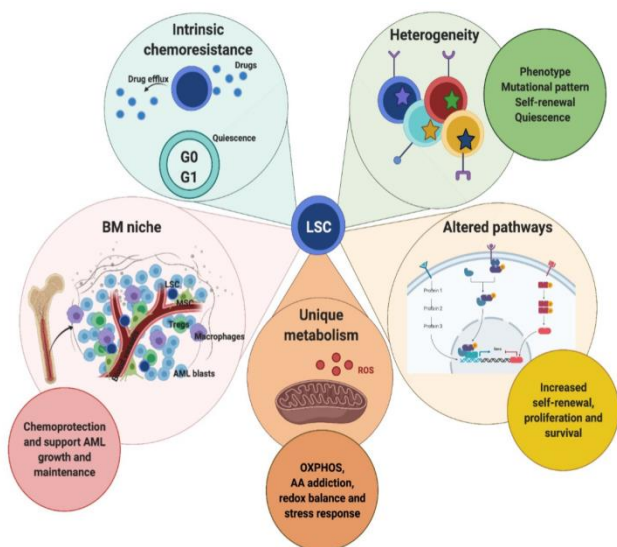 Intrinsic
chemoresistance
Drug efflux
Drugs
Quiescence
G0
G1
Heterogeneity
Phenotype
Mutational pattern
Self-renewal
Quiescence
LSC
BM niche
LSC
MSC
Tregs
Macrophages
AML blasts
Chemoprotection
and support AML
growth and
maintenance
Unique
metabolism
ROS
OXPHOS,
AA addiction,
redox balance and
stress response
Altered pathways
Protein 1
Protein 2
Protein 3
Increased
self-renewal,
proliferation and
survival